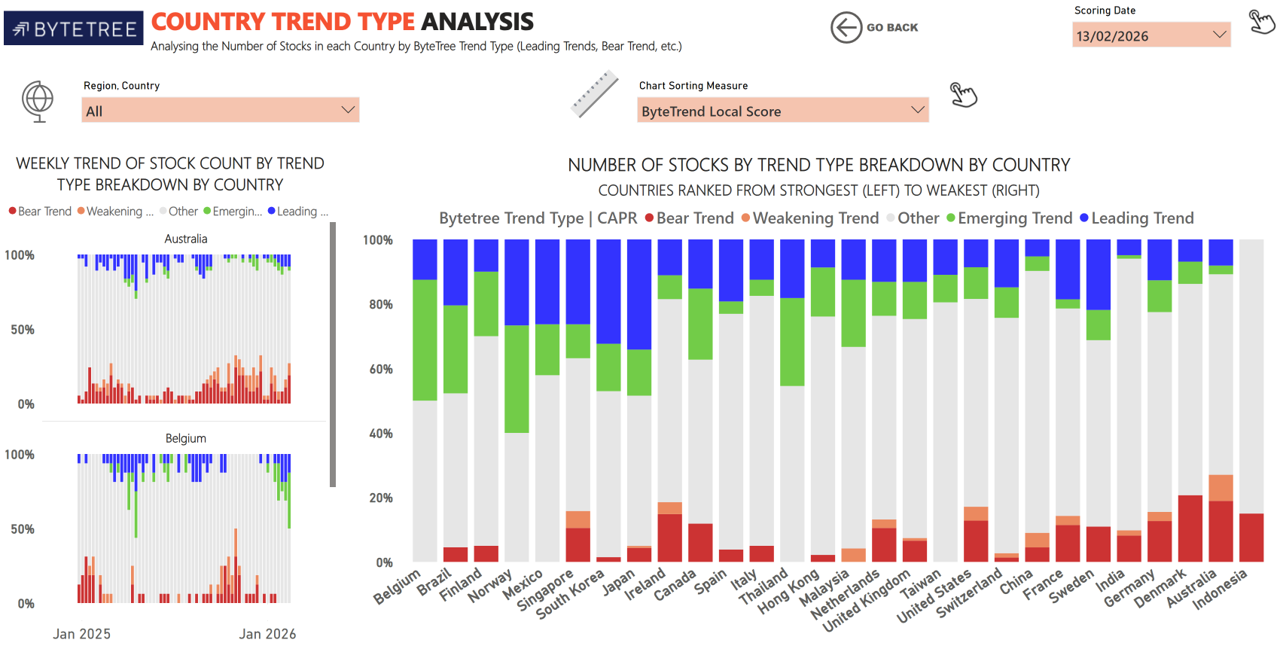 BYTETREE
COUNTRY TREND TYPE ANALYSIS
Analysing the Number of Stocks in each Country by ByteTree Trend Type (Leading Trends, Bear Trend, etc.)
GO BACK
Scoring Date
13/02/2026
Region, Country
All
Chart Sorting Measure
ByteTrend Local Score
WEEKLY TREND OF STOCK COUNT BY TREND
TYPE BREAKDOWN BY COUNTRY
Bear Trend Weakening ... Other Emergin... Leading ...
Australia
100%
50%
0%
Belgium
100%
50%
0%
Jan 2025 Jan 2026
NUMBER OF STOCKS BY TREND TYPE BREAKDOWN BY COUNTRY
COUNTRIES RANKED FROM STRONGEST (LEFT) TO WEAKEST (RIGHT)
Bytetree Trend Type | CAPR Bear Trend Weakening Trend Other Emerging Trend Leading Trend
100%
80%
60%
40%
20%
0%
Belgium
Brazil
Finland
Norway
Mexico
Singapore
South Korea
Japan
Ireland
Canada
Spain
Italy
Thailand
Hong Kong
Malaysia
Netherlands
United Kingdom
Taiwan
United States
Switzerland
China
France
Sweden
India
Germany
Denmark
Australia
Indonesia